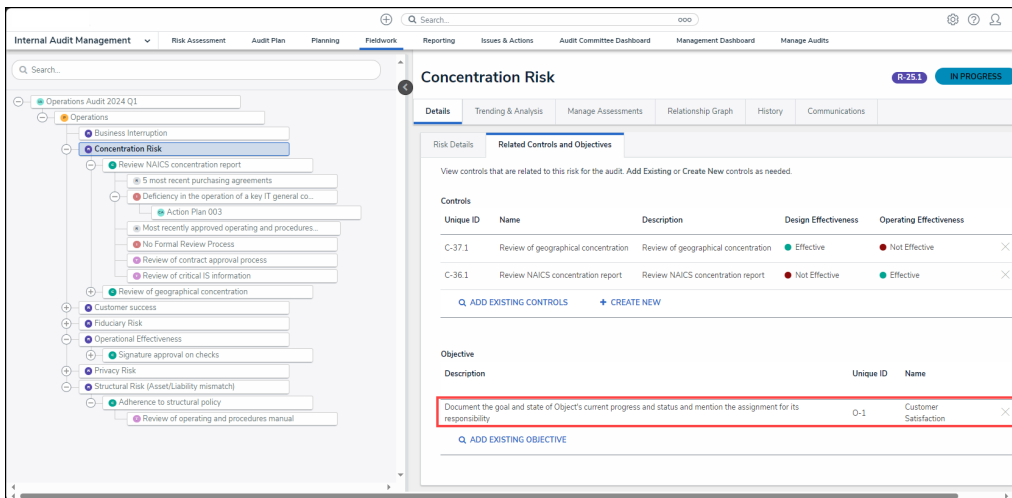 Search...
Internal Audit Management
Risk Assessment
Audit Plan
Planning
Fieldwork
Reporting
Issues & Actions
Audit Committee Dashboard
Management Dashboard
Manage Audits
Search...
Operations Audit 2024 Q1
Operations
Business Interruption
Concentration Risk
Review NAICS concentration report
5 most recent purchasing agreements
Deficiency in the operation of a key IT general co...
Action Plan 003
Most recently approved operating and procedures...
No Formal Review Process
Review of contract approval process
Review of critical IS information
Review of geographical concentration
Customer success
Fiduciary Risk
Operational Effectiveness
Signature approval on checks
Privacy Risk
Structural Risk (Asset/Liability mismatch)
Adherence to structural policy
Review of operating and procedures manual
Concentration Risk
R-25.1
IN PROGRESS
Details
Trending & Analysis
Manage Assessments
Relationship Graph
History
Communications
Risk Details
Related Controls and Objectives
View controls that are related to this risk for the audit. Add Existing or Create New controls as needed.
Controls
Unique ID Name Description Design Effectiveness Operating Effectiveness
C-37.1 Review of geographical concentration Review of geographical concentration Effective Not Effective
C-36.1 Review NAICS concentration report Review NAICS concentration report Not Effective Effective
ADD EXISTING CONTROLS + CREATE NEW
Objective
Description Unique ID Name
Document the goal and state of Object's current progress and status and mention the assignment for its
responsibility
O-1
Customer
Satisfaction
ADD EXISTING OBJECTIVE